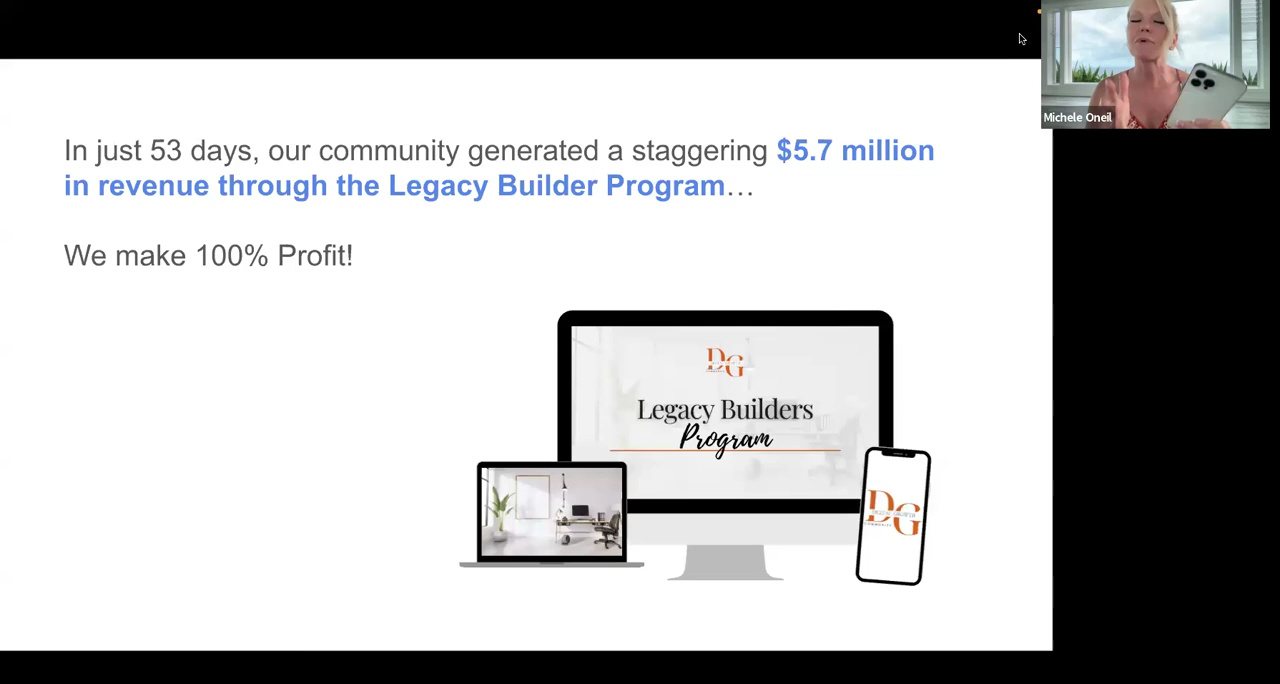 Michele Oneil
In just 53 days, our community generated a staggering $5.7 million
in revenue through the Legacy Builder Program…
We make 100% Profit!
DG
Legacy Builders
Program
DG